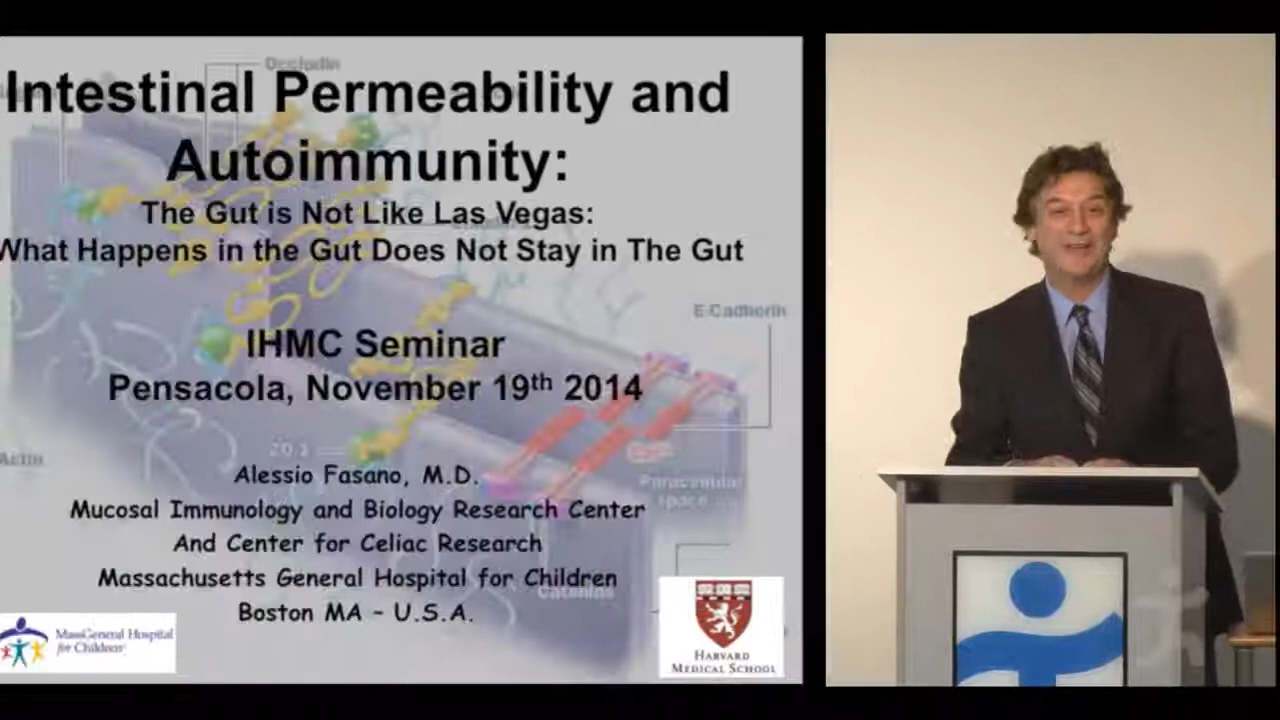 Intestinal Permeability and
Autoimmunity:
The Gut is Not Like Las Vegas:
What Happens in the Gut Does Not Stay in The Gut
IHMC Seminar
Pensacola, November 19th 2014
Alessio Fasano, M.D.
Mucosal Immunology and Biology Research Center
And Center for Celiac Research
Massachusetts General Hospital for Children
Boston MA – U.S.A.
Occludin
E-Cadherin
ZO.1
Actin
Paracellular
space
Catenins
MassGeneral Hospital
for Children
HARVARD
MEDICAL SCHOOL